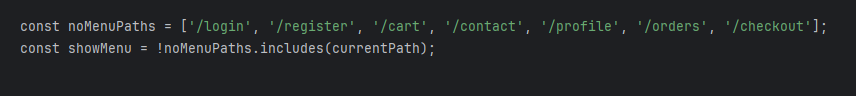 const noMenuPaths = ['/login', '/register', '/cart', '/contact', '/profile', '/orders', '/checkout'];
const showMenu = !noMenuPaths.includes(currentPath);